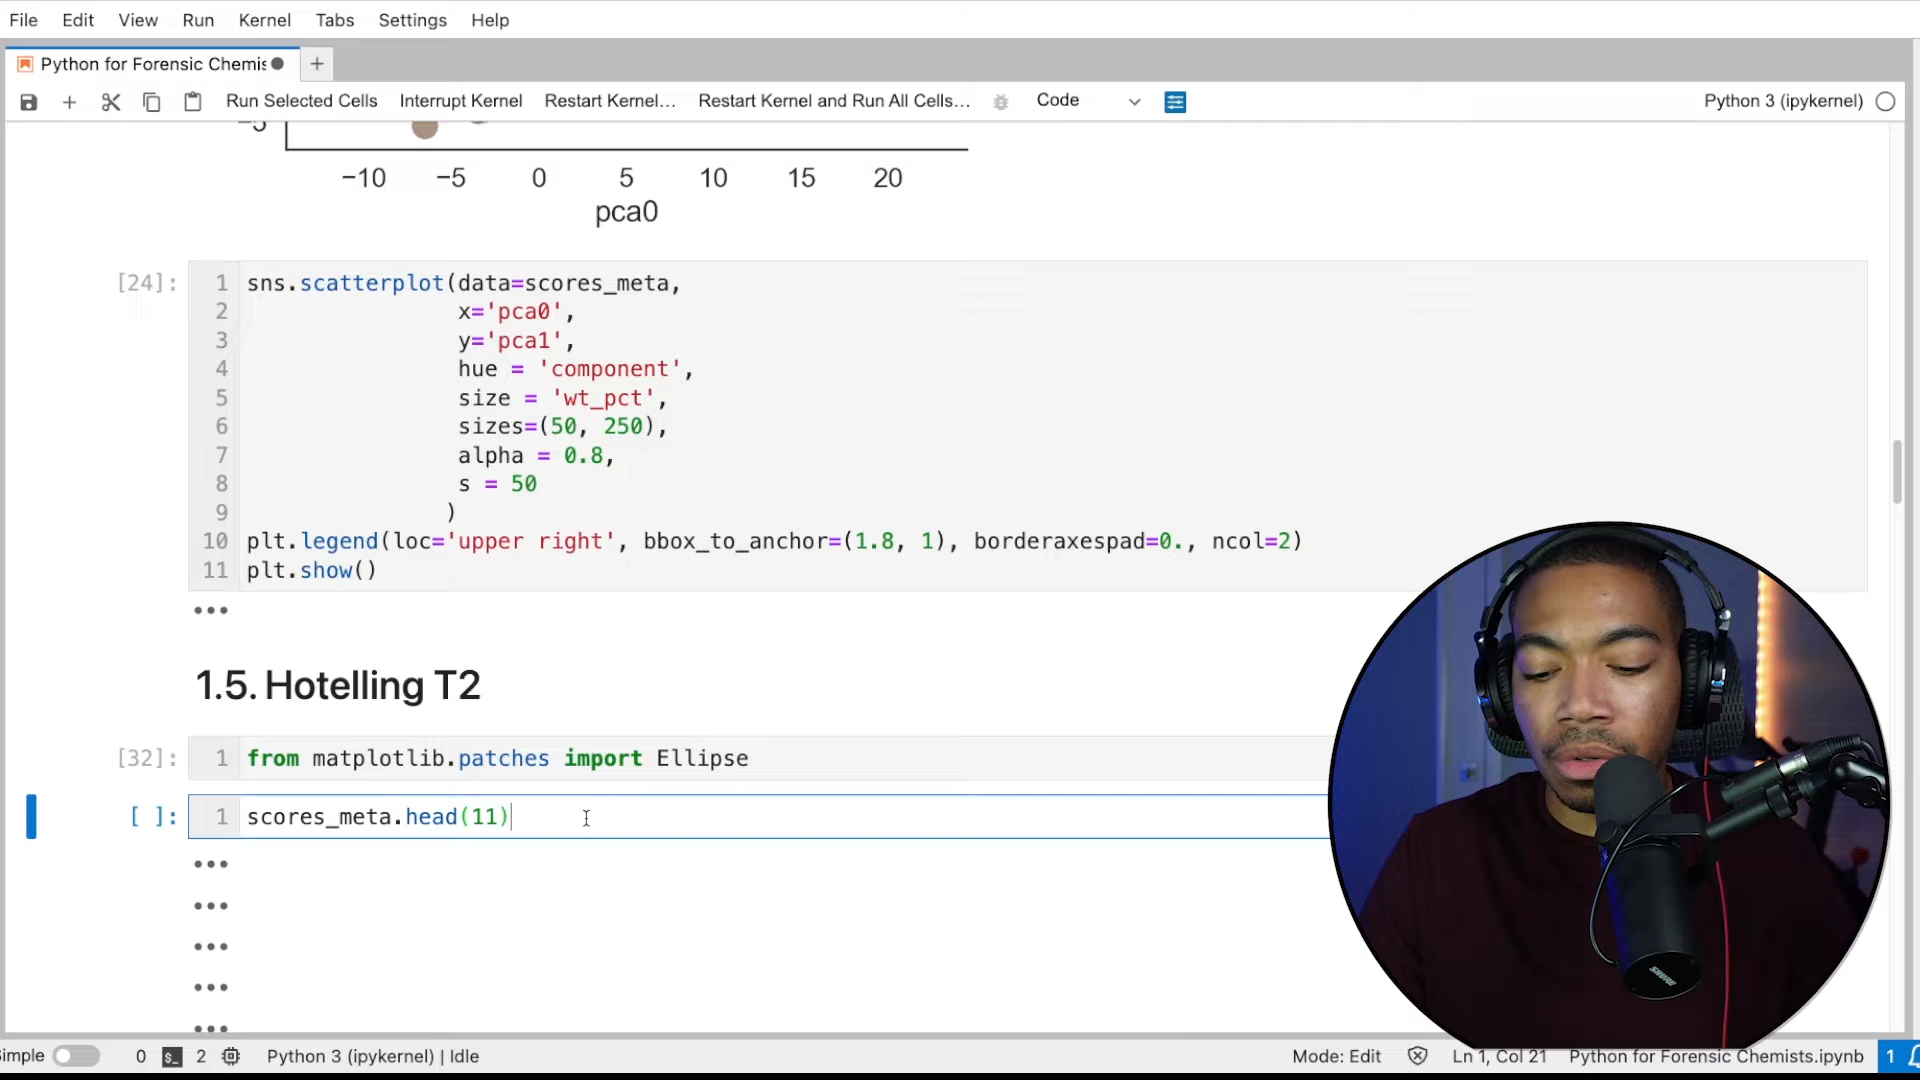 File Edit View Run Kernel Tabs Settings Help
Python for Forensic Chemis
Run Selected Cells Interrupt Kernel Restart Kernel... Restart Kernel and Run All Cells... Code Python 3 (ipykernel)
−5
−10 −5 0 5 10 15 20
pca0
[24]: 1 sns.scatterplot(data=scores_meta,
2 x='pca0',
3 y='pca1',
4 hue = 'component',
5 size = 'wt_pct',
6 sizes=(50, 250),
7 alpha = 0.8,
8 s = 50
9 )
10 plt.legend(loc='upper right', bbox_to_anchor=(1.8, 1), borderaxespad=0., ncol=2)
11 plt.show()
1.5. Hotelling T2
[32]: 1 from matplotlib.patches import Ellipse
[ ]: 1 scores_meta.head(11)
SHURE
imple 0 $_ 2 Python 3 (ipykernel) | Idle Mode: Edit Ln 1, Col 21 Python for Forensic Chemists.ipynb 1